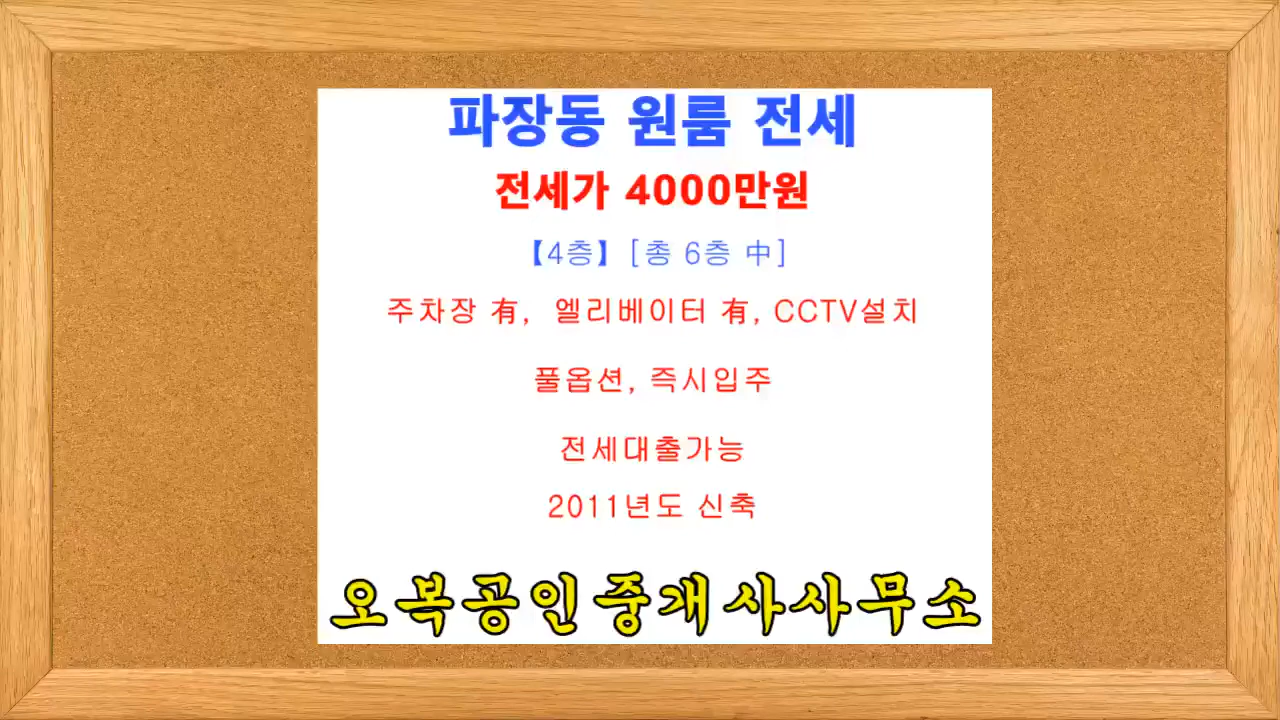 파장동 원룸 전세
전세가 4000만원
【4층】[총 6층 中]
주차장 有, 엘리베이터 有, CCTV설치
풀옵션, 즉시입주
전세대출가능
2011년도 신축
오복공인중개사사무소